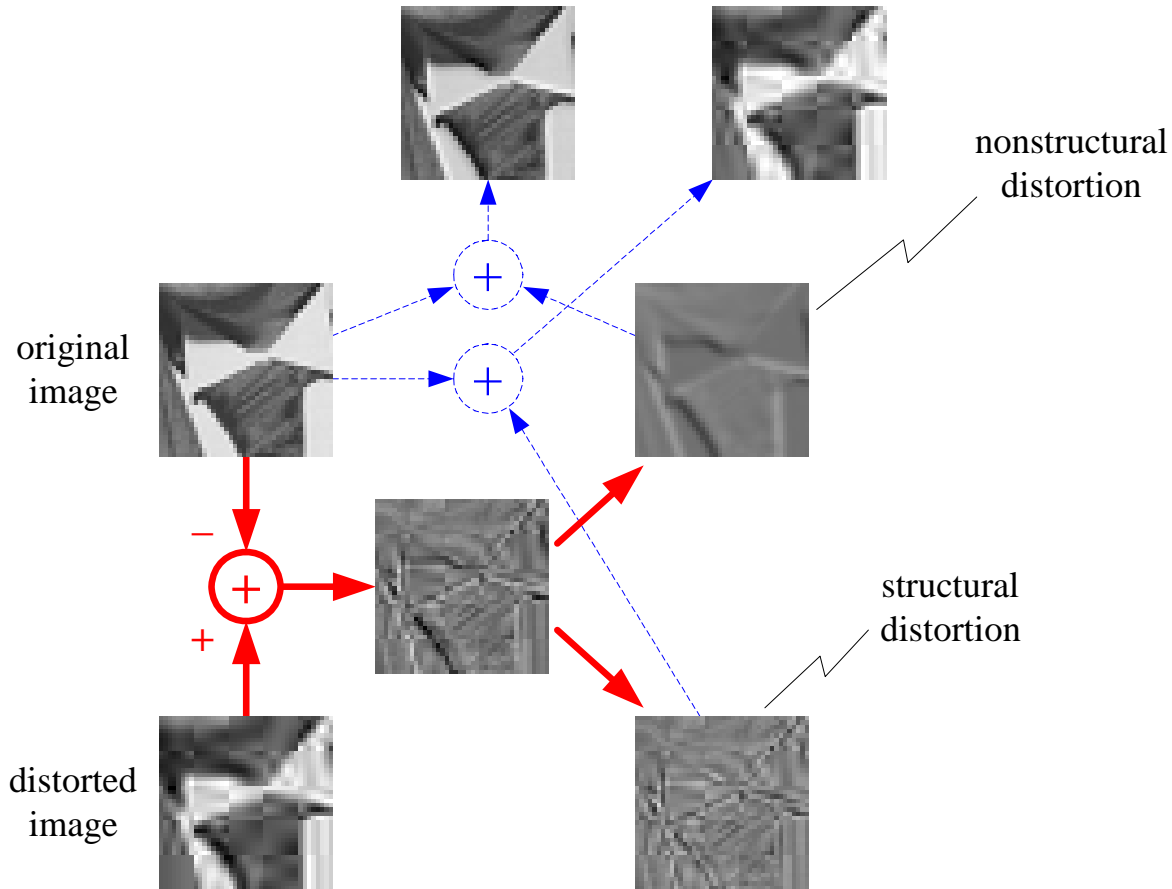 nonstructural
distortion
+
original
image
+
−
+
+
structural
distortion
distorted
image